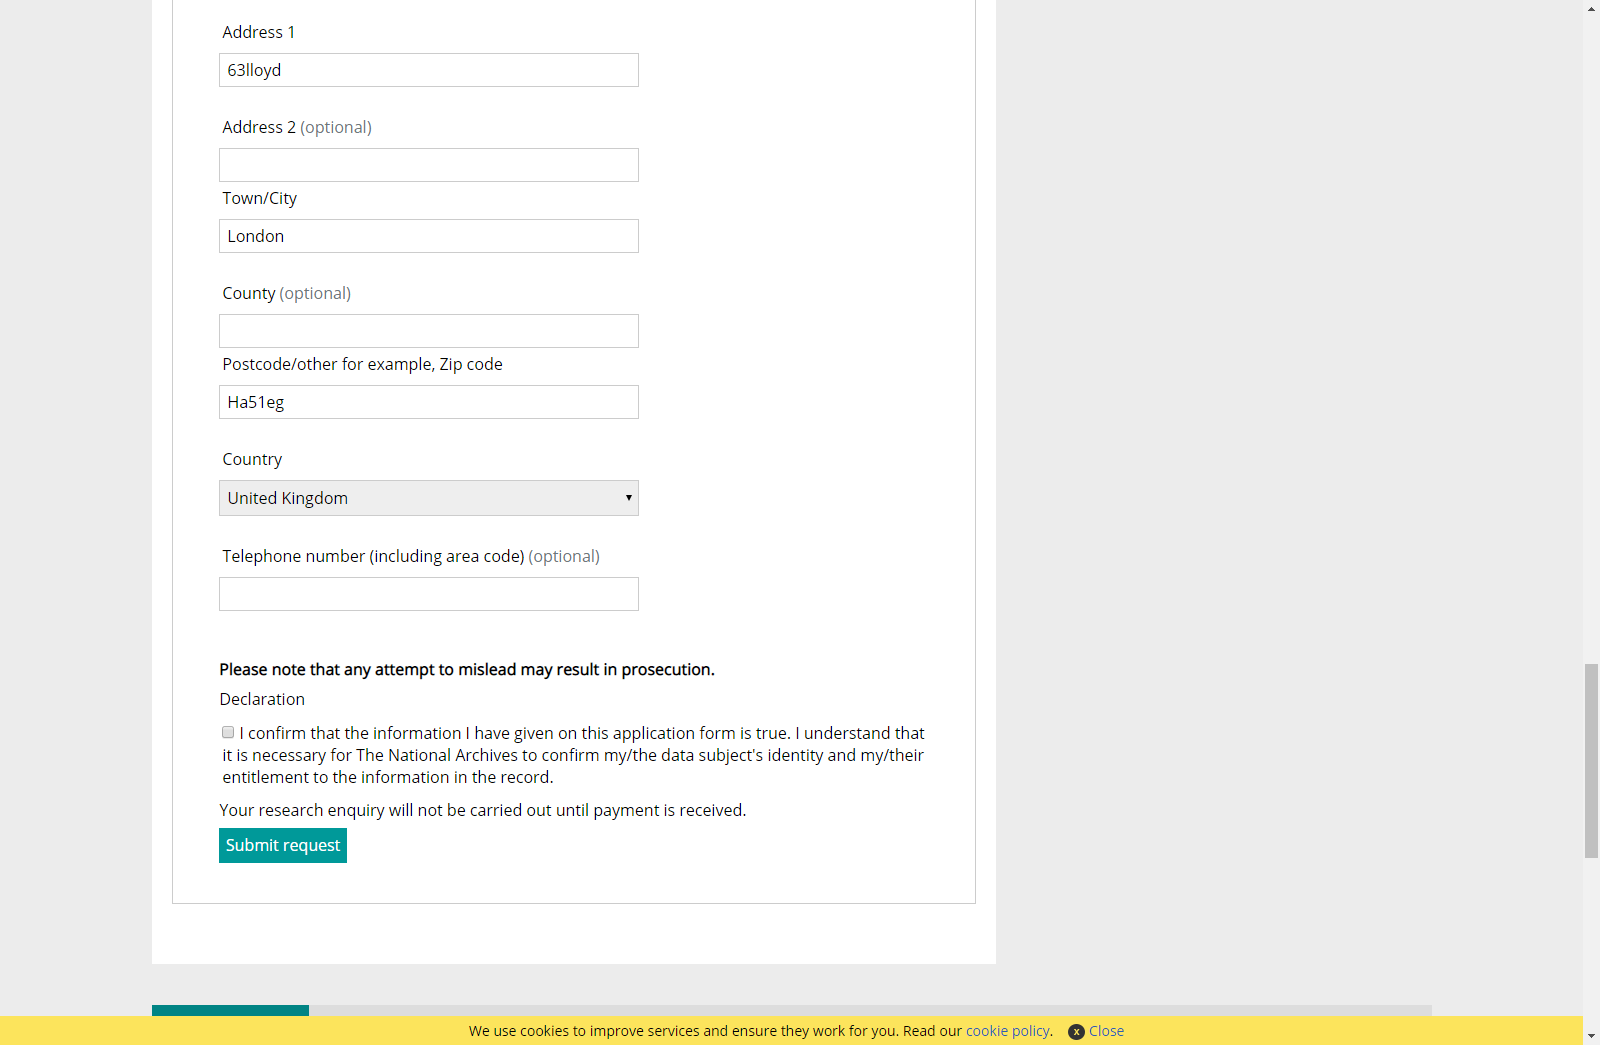 Address 1
63lloyd
Address 2 (optional)
Town/City
London
County (optional)
Postcode/other for example, Zip code
Ha51eg
Country
United Kingdom
Telephone number (including area code) (optional)
Please note that any attempt to mislead may result in prosecution.
Declaration
I confirm that the information I have given on this application form is true. I understand that
it is necessary for The National Archives to confirm my/the data subject's identity and my/their
entitlement to the information in the record.
Your research enquiry will not be carried out until payment is received.
Submit request
We use cookies to improve services and ensure they work for you. Read our cookie policy. x Close